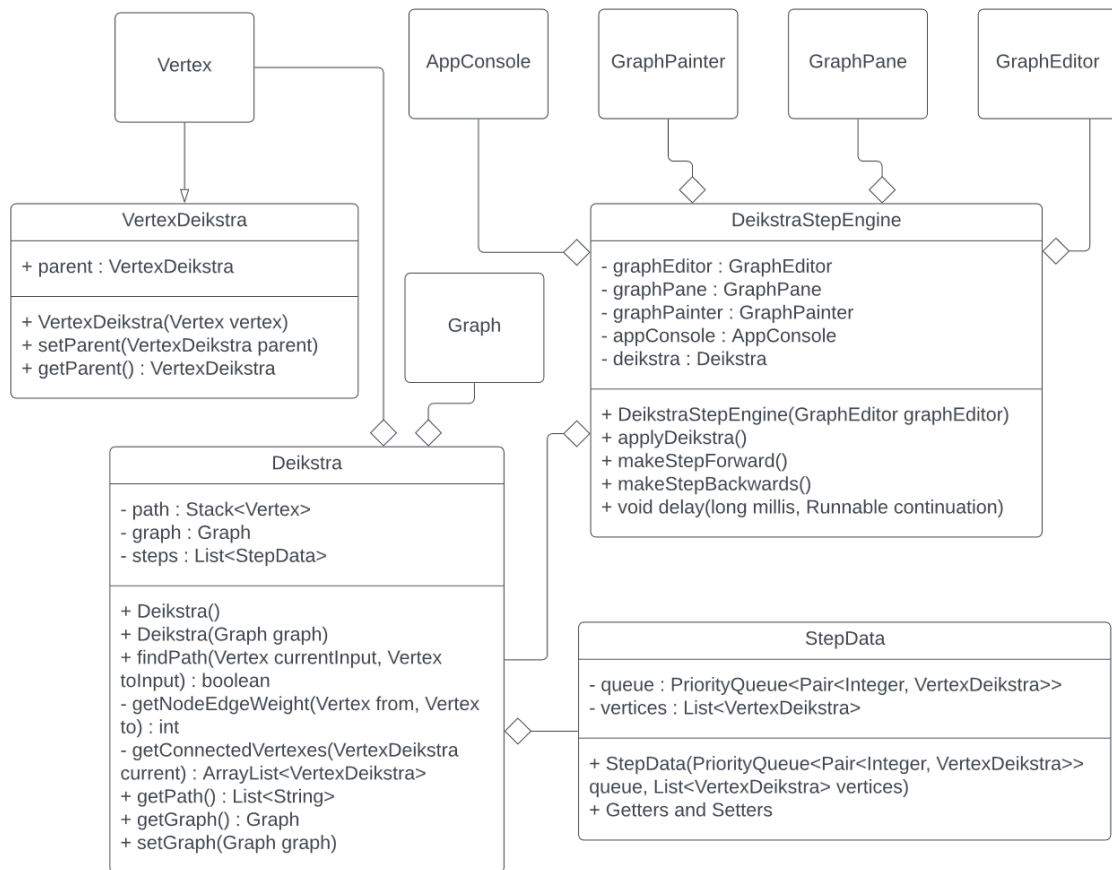 Vertex
AppConsole
GraphPainter
GraphPane
GraphEditor
VertexDeikstra
+ parent : VertexDeikstra
+ VertexDeikstra(Vertex vertex)
+ setParent(VertexDeikstra parent)
+ getParent() : VertexDeikstra
Graph
DeikstraStepEngine
- graphEditor : GraphEditor
- graphPane : GraphPane
- graphPainter : GraphPainter
- appConsole : AppConsole
- deikstra : Deikstra
+ DeikstraStepEngine(GraphEditor graphEditor)
+ applyDeikstra()
+ makeStepForward()
+ makeStepBackwards()
+ void delay(long millis, Runnable continuation)
Deikstra
- path : Stack<Vertex>
- graph : Graph
- steps : List<StepData>
+ Deikstra()
+ Deikstra(Graph graph)
+ findPath(Vertex currentInput, Vertex
toInput) : boolean
- getNodeEdgeWeight(Vertex from, Vertex
to) : int
- getConnectedVertexes(VertexDeikstra
current) : ArrayList<VertexDeikstra>
+ getPath() : List<String>
+ getGraph() : Graph
+ setGraph(Graph graph)
StepData
- queue : PriorityQueue<Pair<Integer, VertexDeikstra>>
- vertices : List<VertexDeikstra>
+ StepData(PriorityQueue<Pair<Integer, VertexDeikstra>>
queue, List<VertexDeikstra> vertices)
+ Getters and Setters